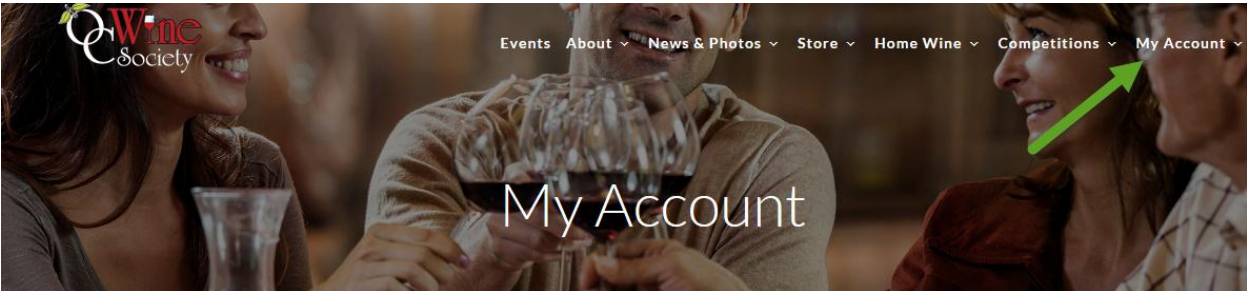 OC Wine
Society
Events About News & Photos Store Home Wine Competitions My Account
My Account